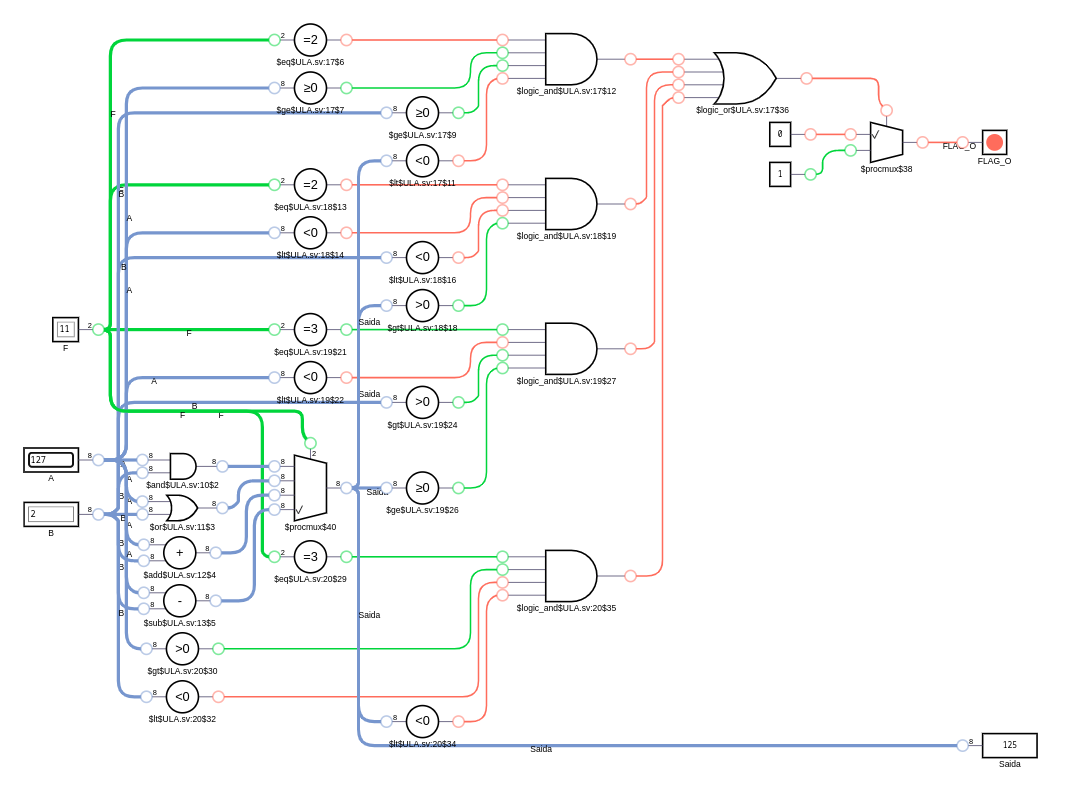 2
=2
$eq$ULA.sv:17$6
8
≥0
$ge$ULA.sv:17$7
F
8
≥0
$ge$ULA.sv:17$9
8
<0
$lt$ULA.sv:17$11
$logic_and$ULA.sv:17$12
$logic_or$ULA.sv:17$36
0
1
$procmux$38
FLAG_O
FLAG_O
B
2
=2
$eq$ULA.sv:18$13
A
8
<0
$lt$ULA.sv:18$14
B
8
<0
$lt$ULA.sv:18$16
A
8
>0
$gt$ULA.sv:18$18
Saida
$logic_and$ULA.sv:18$19
11
2
F
F
2
=3
$eq$ULA.sv:19$21
A
8
<0
$lt$ULA.sv:19$22
Saida
8
>0
$gt$ULA.sv:19$24
$logic_and$ULA.sv:19$27
B
F
F
127
8
A
2
8
B
8
8
8
$and$ULA.sv:10$2
A
B
A
8
8
8
$or$ULA.sv:11$3
B
A
B
8
8
+
8
$add$ULA.sv:12$4
A
B
8
8
-
8
$sub$ULA.sv:13$5
B
2
8
8
8
8
8
$procmux$40
Saida
8
≥0
$ge$ULA.sv:19$26
2
=3
$eq$ULA.sv:20$29
$logic_and$ULA.sv:20$35
Saida
8
>0
$gt$ULA.sv:20$30
8
<0
$lt$ULA.sv:20$32
8
<0
$lt$ULA.sv:20$34
Saida
8
125
Saida